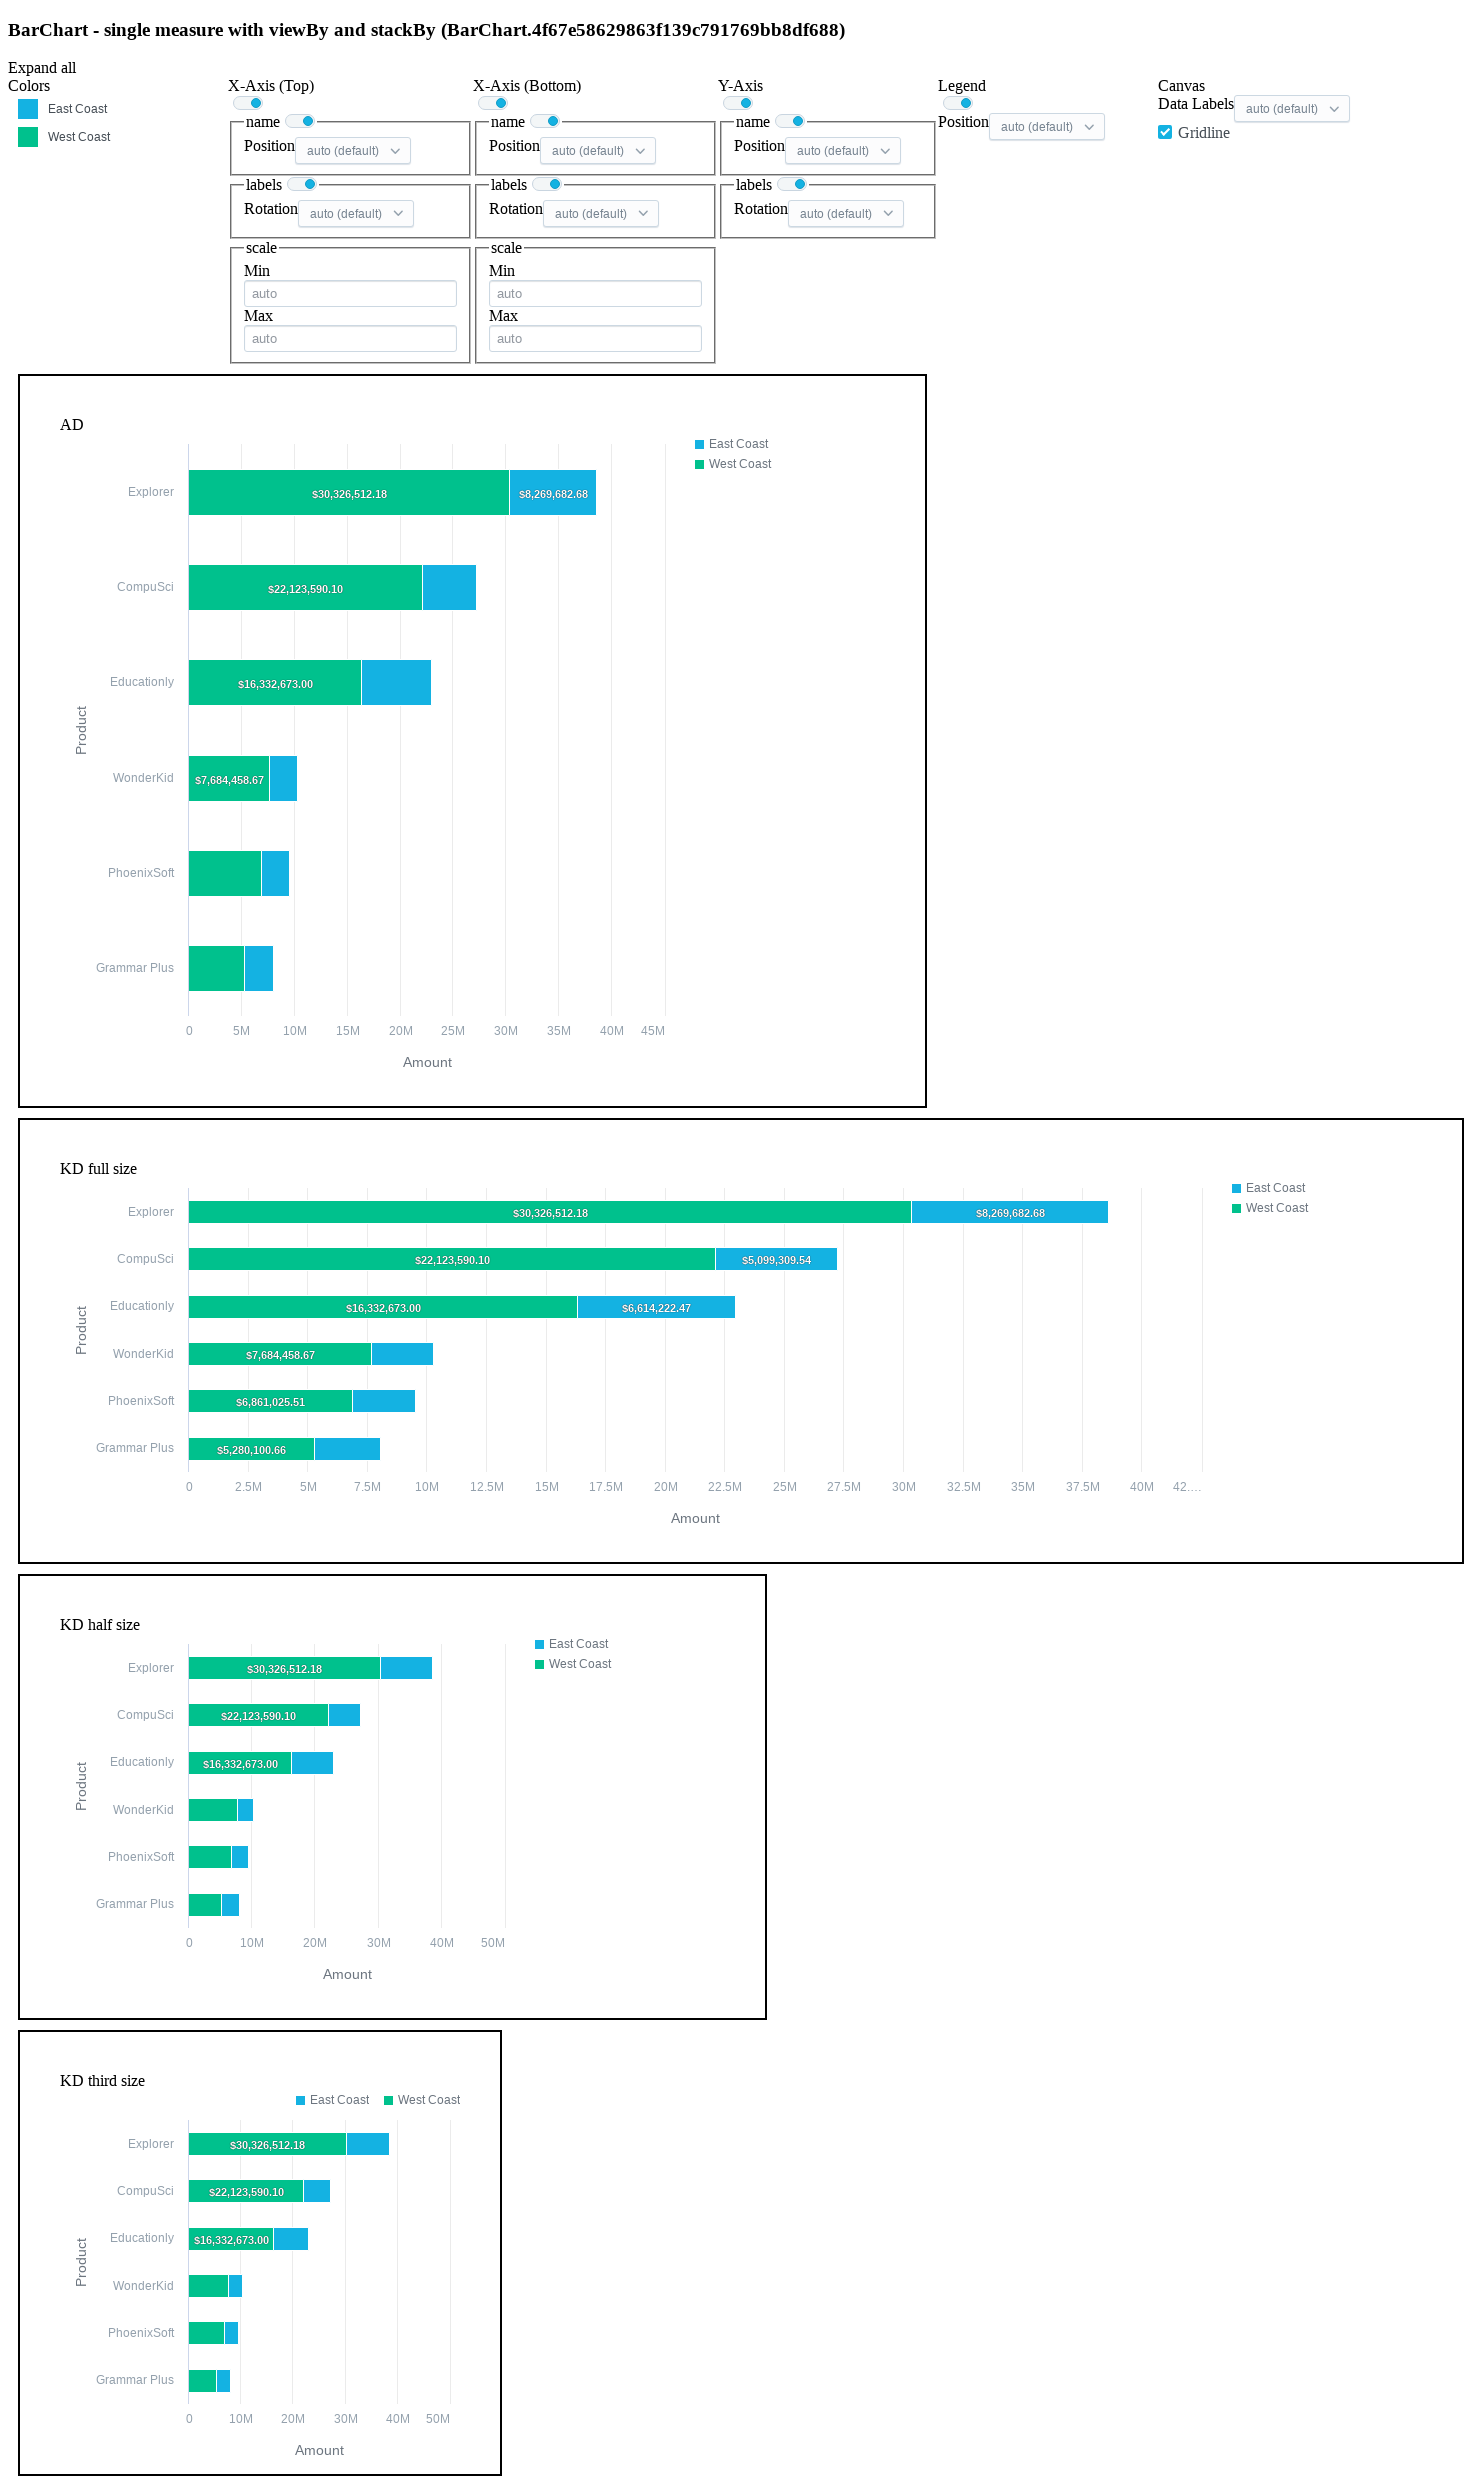 BarChart - single measure with viewBy and stackBy (BarChart.4f67e58629863f139c791769bb8df688)
Expand all
Colors
East Coast
West Coast
X-Axis (Top)
name
Position auto (default)
labels
Rotation auto (default)
scale
Min
auto
Max
auto
X-Axis (Bottom)
name
Position auto (default)
labels
Rotation auto (default)
scale
Min
auto
Max
auto
Y-Axis
name
Position auto (default)
labels
Rotation auto (default)
Legend
Position auto (default)
Canvas
Data Labels auto (default)
Gridline
AD
East Coast
West Coast
Explorer $30,326,512.18 $8,269,682.68
CompuSci $22,123,590.10
Educationly $16,332,673.00
Product
WonderKid $7,684,458.67
PhoenixSoft
Grammar Plus
0 5M 10M 15M 20M 25M 30M 35M 40M 45M
Amount
KD full size
East Coast
West Coast
Explorer $30,326,512.18 $8,269,682.68
CompuSci $22,123,590.10 $5,099,309.54
Educationly $16,332,673.00 $6,614,222.47
Product
WonderKid $7,684,458.67
PhoenixSoft $6,861,025.51
Grammar Plus $5,280,100.66
0 2.5M 5M 7.5M 10M 12.5M 15M 17.5M 20M 22.5M 25M 27.5M 30M 32.5M 35M 37.5M 40M 42....
Amount
KD half size
East Coast
West Coast
Explorer $30,326,512.18
CompuSci $22,123,590.10
Educationly $16,332,673.00
Product
WonderKid
PhoenixSoft
Grammar Plus
0 10M 20M 30M 40M 50M
Amount
KD third size
East Coast West Coast
Explorer $30,326,512.18
CompuSci $22,123,590.10
Educationly $16,332,673.00
Product
WonderKid
PhoenixSoft
Grammar Plus
0 10M 20M 30M 40M 50M
Amount